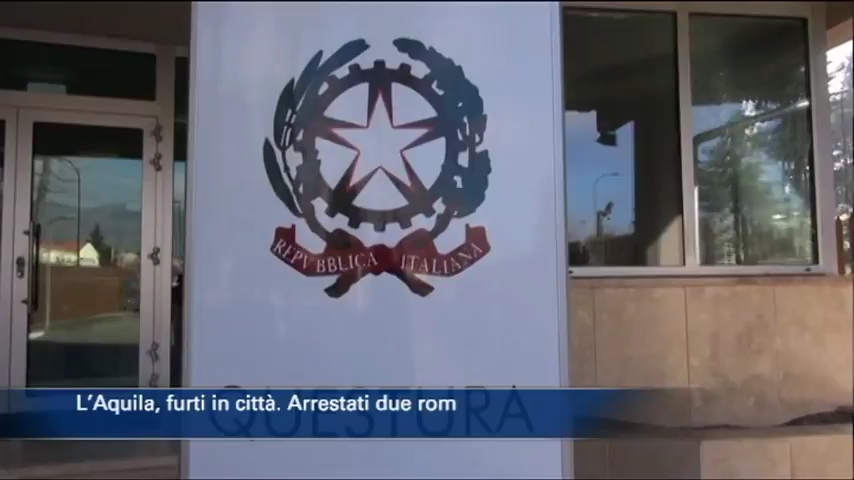 REPVBBLICA ITALIANA
QUESTURA
L'Aquila, furti in città. Arrestati due rom